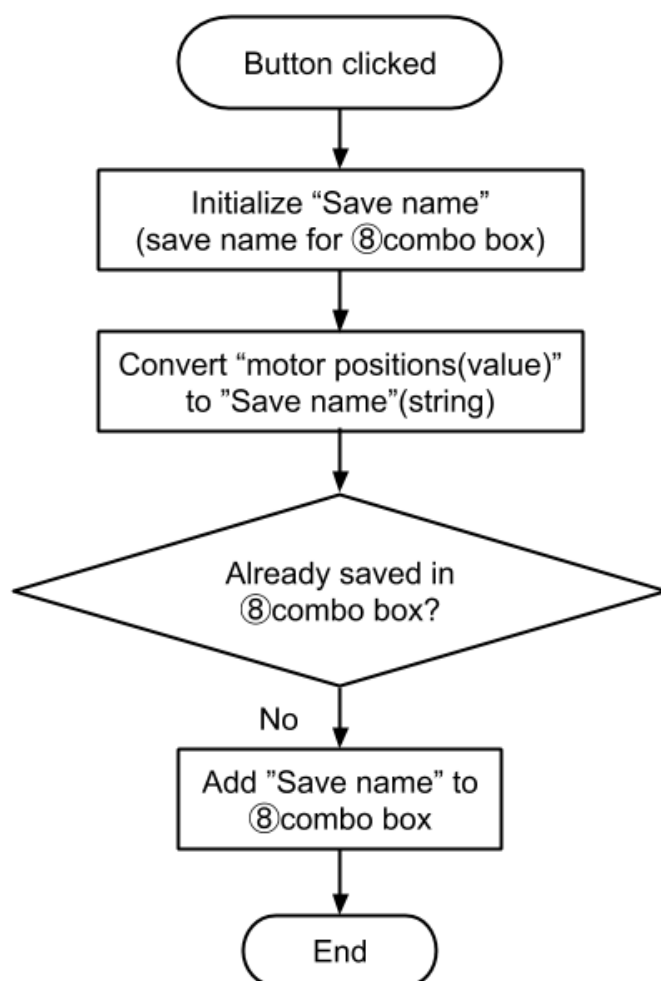 Button clicked
Initialize “Save name”
(save name for ⑧combo box)
Convert “motor positions(value)”
to ”Save name”(string)
Already saved in
⑧combo box?
No
Add ”Save name” to
⑧combo box
End